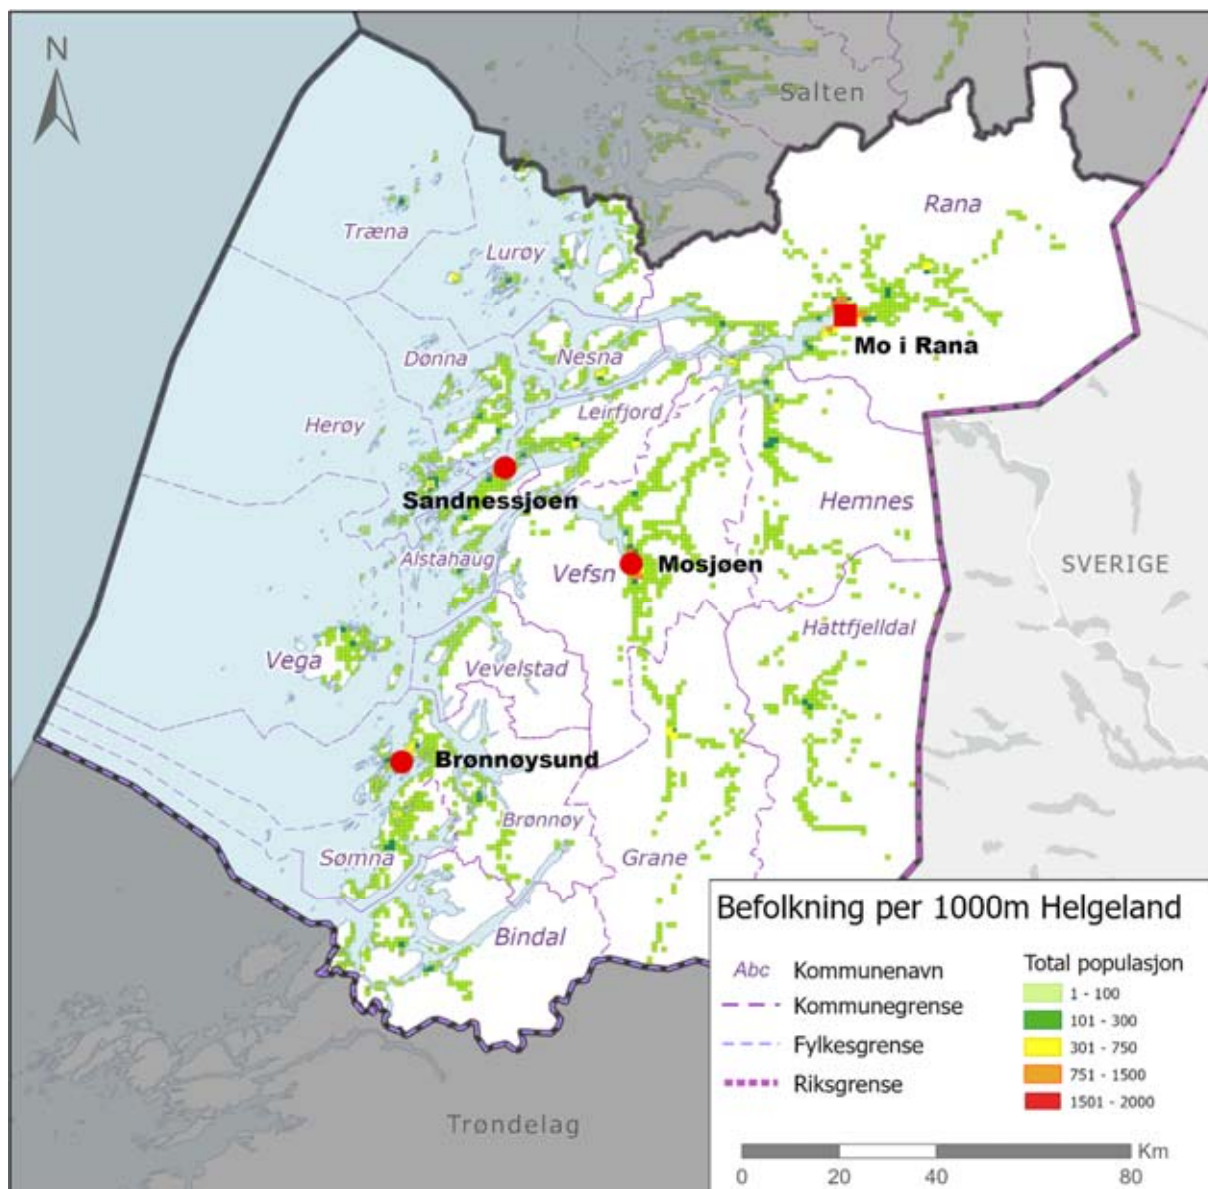 N
Salten
Rana
Træna
Lurøy
Mo i Rana
Dønna
Nesna
Leirfjord
Herøy
Sandnessjøen
Hemnes
Alstahaug
Vefsn
Mosjøen
SVERIGE
Hattfjelldal
Vega
Vevelstad
Brønnøysund
Brønnøy
Sømna
Grane
Bindal
Trøndelag
Befolkning per 1000m Helgeland
Abc Kommunenavn
Kommunegrense
Fylkesgrense
Riksgrense
Total populasjon
1 - 100
101 - 300
301 - 750
751 - 1500
1501 - 2000
Km
0 20 40 80